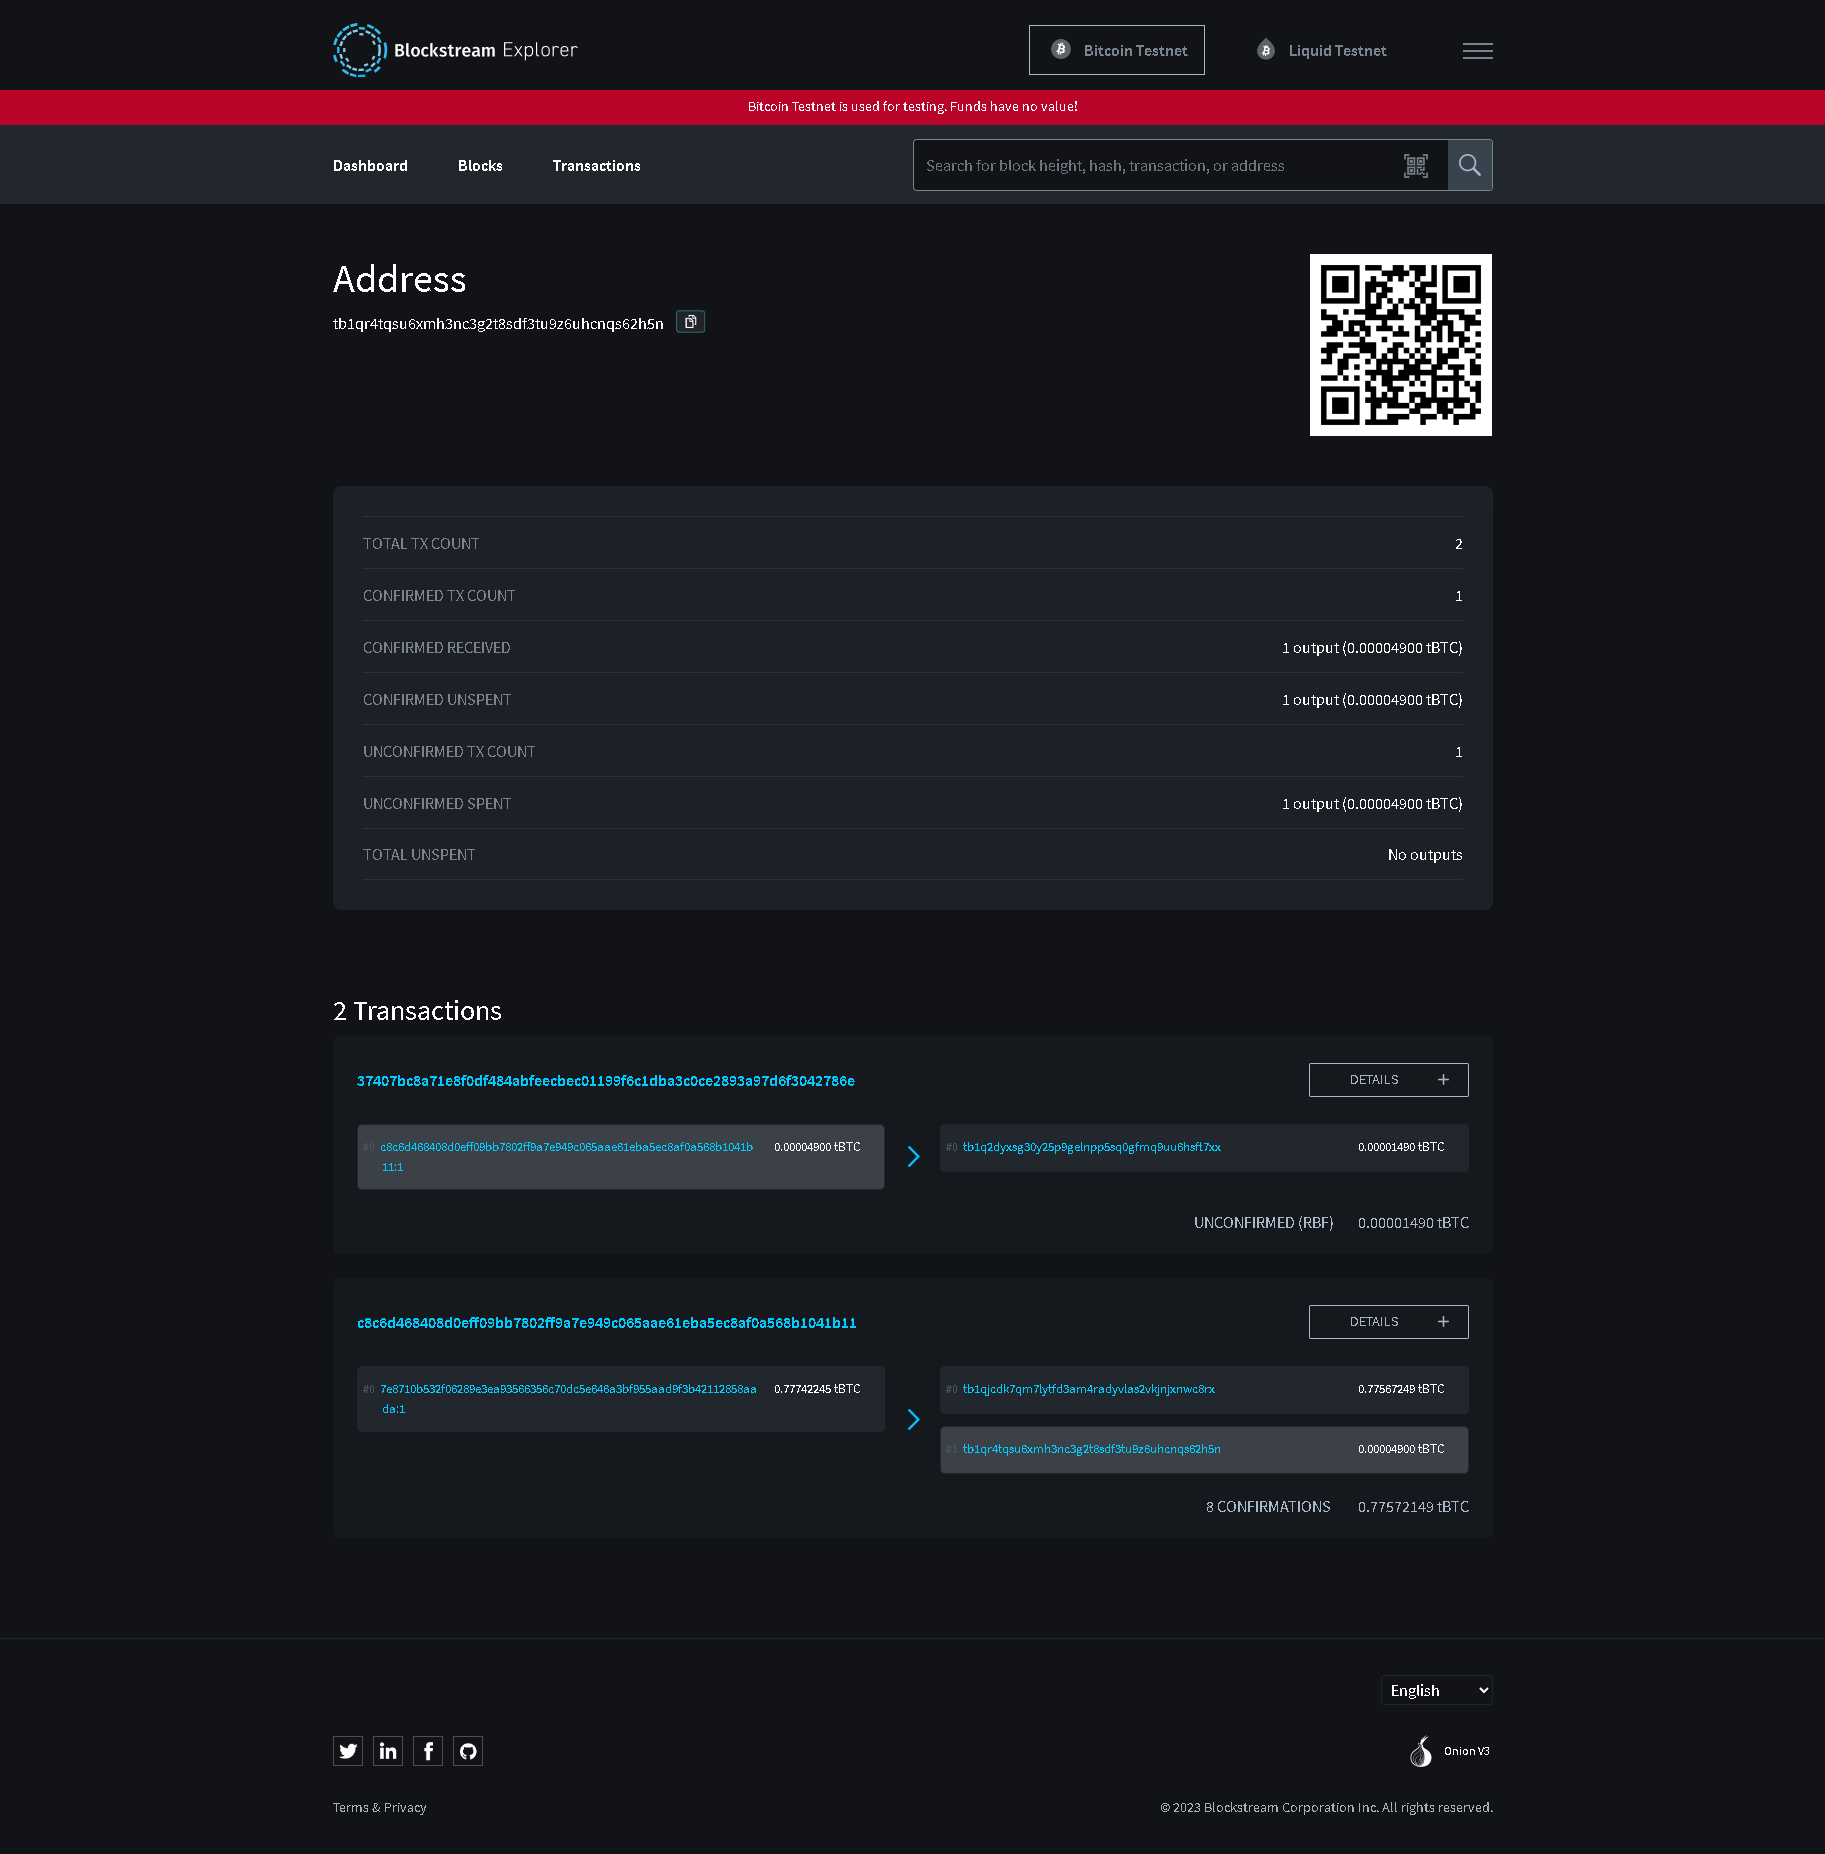 Blockstream Explorer
Bitcoin Testnet
Liquid Testnet
Bitcoin Testnet is used for testing. Funds have no value!
Dashboard
Blocks
Transactions
Search for block height, hash, transaction, or address
Address
tb1qr4tqsu6xmh3nc3g2t8sdf3tu9z6uhcnqs62h5n
TOTAL TX COUNT 2
CONFIRMED TX COUNT 1
CONFIRMED RECEIVED 1 output (0.00004900 tBTC)
CONFIRMED UNSPENT 1 output (0.00004900 tBTC)
UNCONFIRMED TX COUNT 1
UNCONFIRMED SPENT 1 output (0.00004900 tBTC)
TOTAL UNSPENT No outputs
2 Transactions
37407bc8a71e8f0df484abfeecbec01199f6c1dba3c0ce2893a97d6f3042786e
DETAILS +
#0 c8c6d468408d0eff09bb7802ff9a7e949c065aae61eba5ec8af0a568b1041b 0.00004900 tBTC
11:1
#0 tb1q2dyxsg30y25p9gelnpp5sq0gfmq9uu6hsft7xx 0.00001490 tBTC
UNCONFIRMED (RBF) 0.00001490 tBTC
c8c6d468408d0eff09bb7802ff9a7e949c065aae61eba5ec8af0a568b1041b11
DETAILS +
#0 7e8710b532f06289e3ea93566356c70dc5e646a3bf955aad9f3b42112858aa 0.77742245 tBTC
da:1
#0 tb1qjcdk7qm7lytfd3am4radyvlas2vkjnjxnwc8rx 0.77567249 tBTC
#1 tb1qr4tqsu6xmh3nc3g2t8sdf3tu9z6uhcnqs62h5n 0.00004900 tBTC
8 CONFIRMATIONS 0.77572149 tBTC
English
Onion V3
Terms & Privacy
© 2023 Blockstream Corporation Inc. All rights reserved.